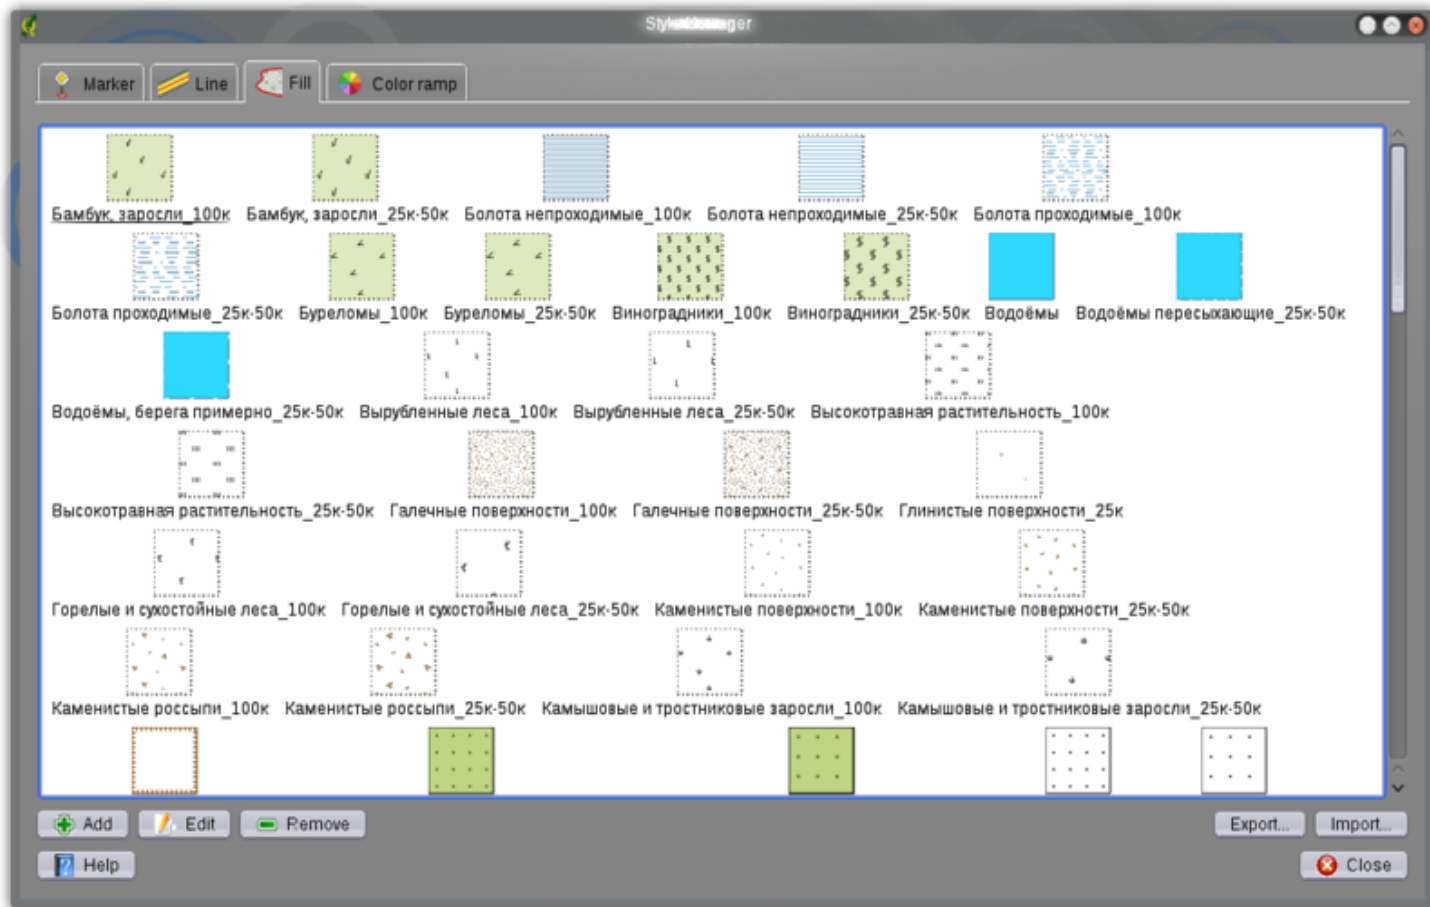 Style Manager
Marker Line Fill Color ramp
Бамбук, заросли_100к Бамбук, заросли_25к-50к Болота непроходимые_100к Болота непроходимые_25к-50к Болота проходимые_100к
Болота проходимые_25к-50к Буреломы_100к Буреломы_25к-50к Виноградники_100к Виноградники_25к-50к Водоёмы Водоёмы пересыхающие_25к-50к
Водоёмы, берега примерно_25к-50к Вырубленные леса_100к Вырубленные леса_25к-50к Высокотравная растительность_100к
Высокотравная растительность_25к-50к Галечные поверхности_100к Галечные поверхности_25к-50к Глинистые поверхности_25к
Горелые и сухостойные леса_100к Горелые и сухостойные леса_25к-50к Каменистые поверхности_100к Каменистые поверхности_25к-50к
Каменистые россыпи_100к Каменистые россыпи_25к-50к Камышовые и тростниковые заросли_100к Камышовые и тростниковые заросли_25к-50к
Add Edit Remove Export... Import...
Help Close